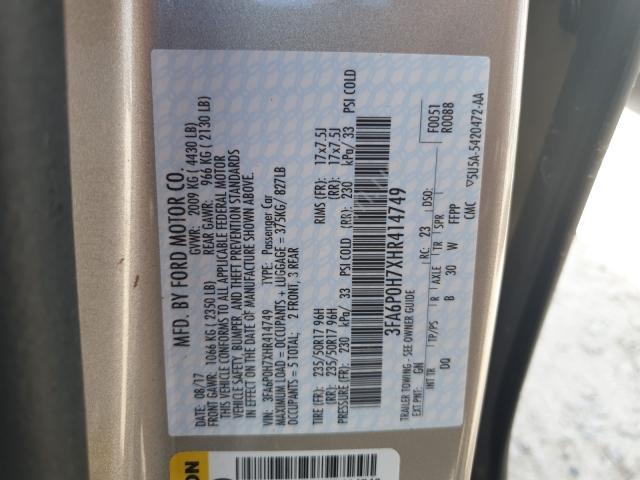 MFD. BY FORD MOTOR CO.
DATE: 08/17 GVWR: 2009 KG ( 4430 LB)
FRONT GAWR: 1066 KG ( 2350 LB) REAR GAWR: 966 KG ( 2130 LB)
THIS VEHICLE CONFORMS TO ALL APPLICABLE FEDERAL MOTOR
VEHICLE SAFETY, BUMPER, AND THEFT PREVENTION STANDARDS
IN EFFECT ON THE DATE OF MANUFACTURE SHOWN ABOVE.
VIN: 3FA6P0H7XHR414749 TYPE: Passenger Car
MAXIMUM LOAD = OCCUPANTS + LUGGAGE = 375KG/ 827LB
OCCUPANTS = 5 TOTAL; 2 FRONT, 3 REAR
TIRE (FR): 235/50R17 96H RIMS (FR): 17x7.5J
(RR): 235/50R17 96H (RR): 17x7.5J
PRESSURE (FR): 230 kPa/ 33 PSI COLD (RR): 230 kPa/ 33 PSI COLD
3FA6P0H7XHR414749
TRAILER TOWING - SEE OWNER GUIDE
F0051
R0088
EXT PNT: GN RC: 23 DSO:
INT TR TP/PS R AXLE TR SPR
DQ B 30 W FFPP
CMC ▽5U5A-5420472-AA
ON